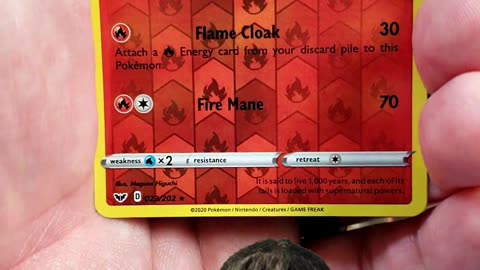 Flame Cloak 30
Attach a Energy card from your discard pile to this
Pokémon.
Fire Mane 70
weakness ×2 resistance retreat
Illus. Megumi Higuchi
It is said to live 1,000 years, and each of its
tails is loaded with supernatural powers.
D 025/202 ★
©2020 Pokémon / Nintendo / Creatures / GAME FREAK